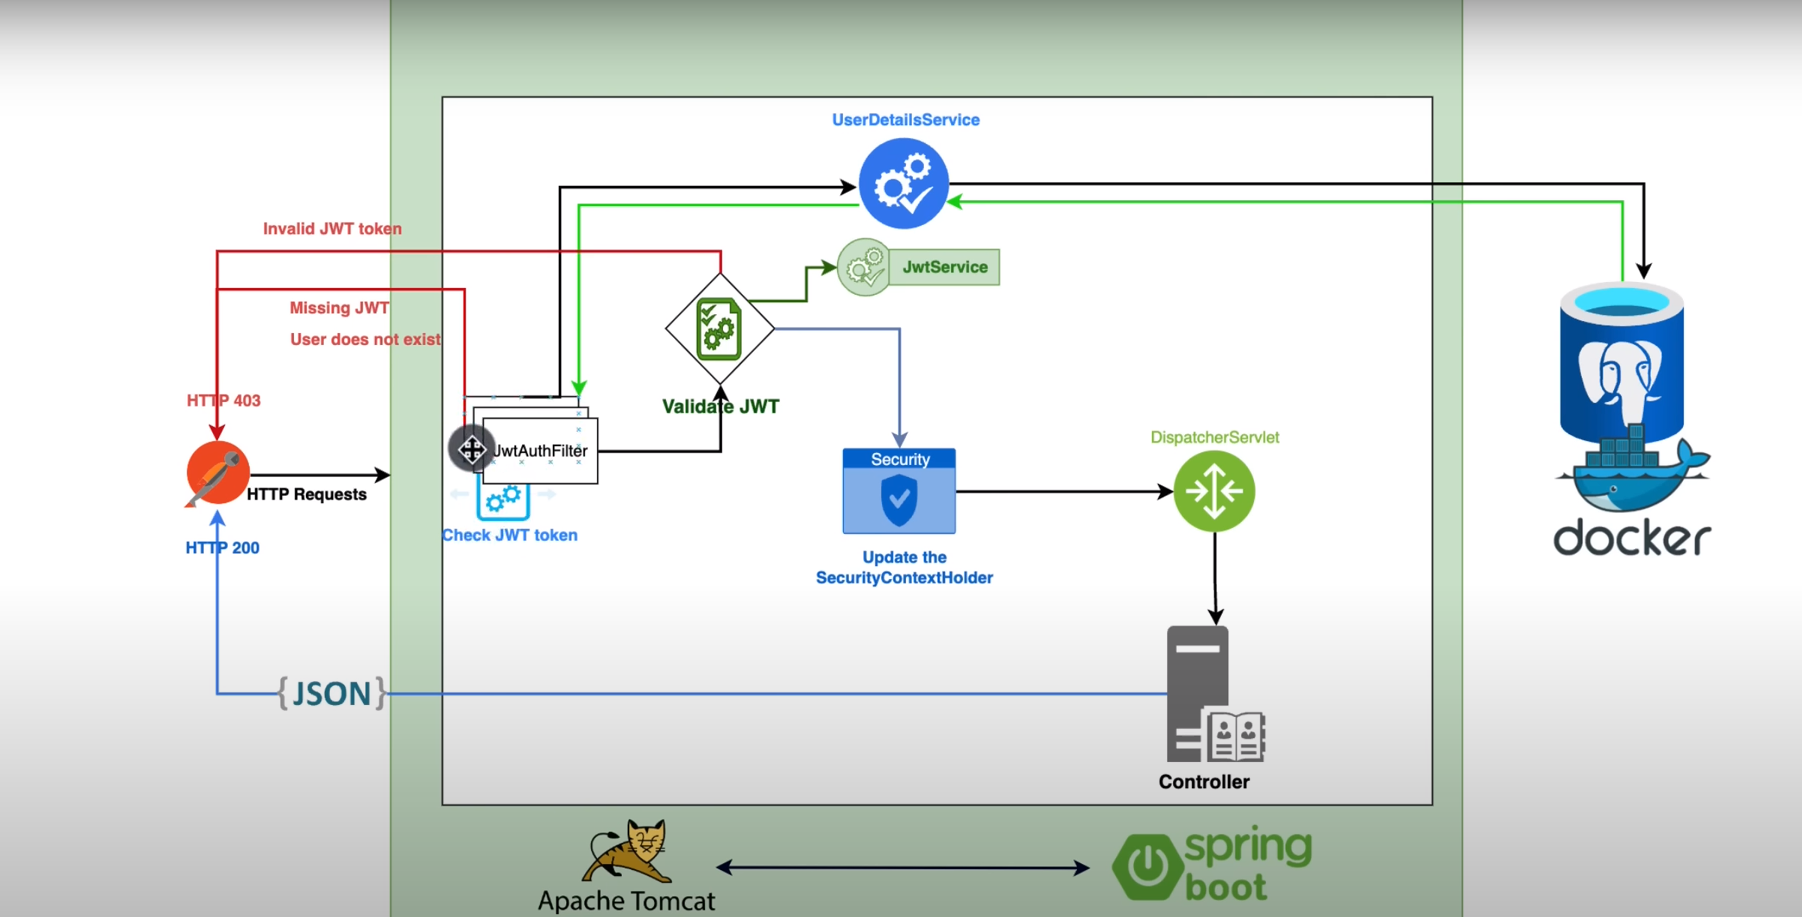 UserDetailsService
Invalid JWT token
JwtService
Missing JWT
User does not exist
HTTP 403
Validate JWT
JwtAuthFilter
HTTP Requests
Check JWT token
HTTP 200
Security
Update the
SecurityContextHolder
DispatcherServlet
docker
{JSON}
Controller
Apache Tomcat
spring
boot